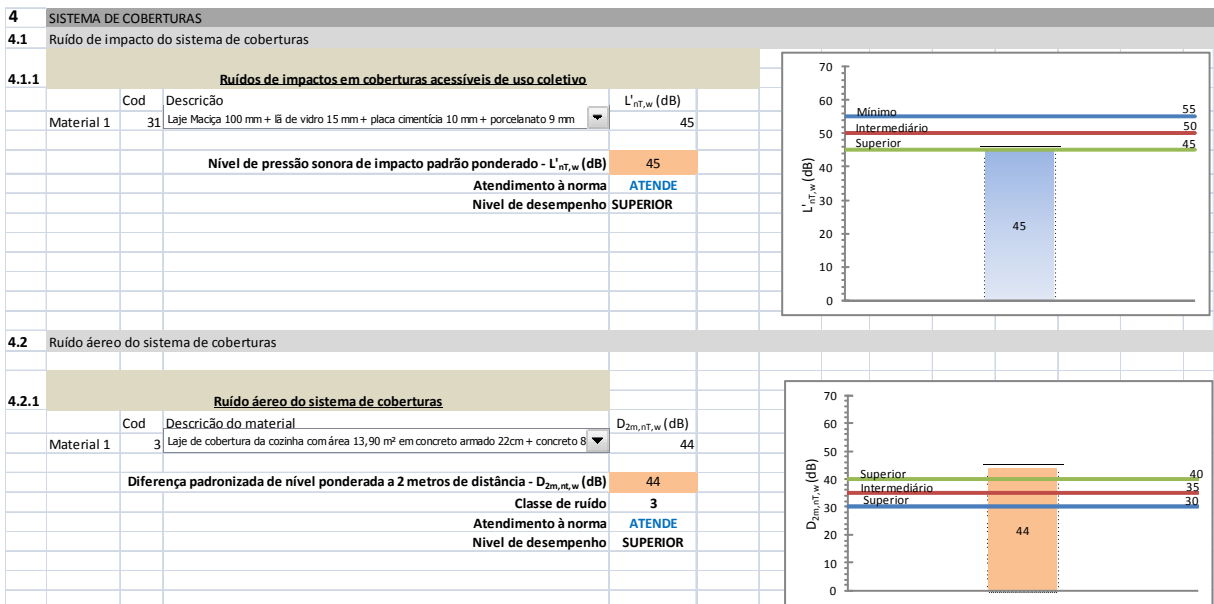 4 SISTEMA DE COBERTURAS
4.1 Ruído de impacto do sistema de coberturas
4.1.1 Ruídos de impactos em coberturas acessíveis de uso coletivo
Cod Descrição L'nT,w (dB)
Material 1 31 Laje Maciça 100 mm + lã de vidro 15 mm + placa cimentícia 10 mm + porcelanato 9 mm 45
Nível de pressão sonora de impacto padrão ponderado - L'nT,w (dB) 45
Atendimento à norma ATENDE
Nivel de desempenho SUPERIOR
L'nT,w (dB)
70
60
50
40
30
20
10
0
Mínimo 55
Intermediário 50
Superior 45
45
4.2 Ruído áereo do sistema de coberturas
4.2.1 Ruído áereo do sistema de coberturas
Cod Descrição do material D2m,nT,w (dB)
Material 1 3 Laje de cobertura da cozinha com área 13,90 m² em concreto armado 22cm + concreto 8 44
Diferença padronizada de nível ponderada a 2 metros de distância - D2m,nt,w (dB) 44
Classe de ruído 3
Atendimento à norma ATENDE
Nivel de desempenho SUPERIOR
D2m,nT,w (dB)
70
60
50
40
30
20
10
0
Superior 40
Intermediário 35
Superior 30
44